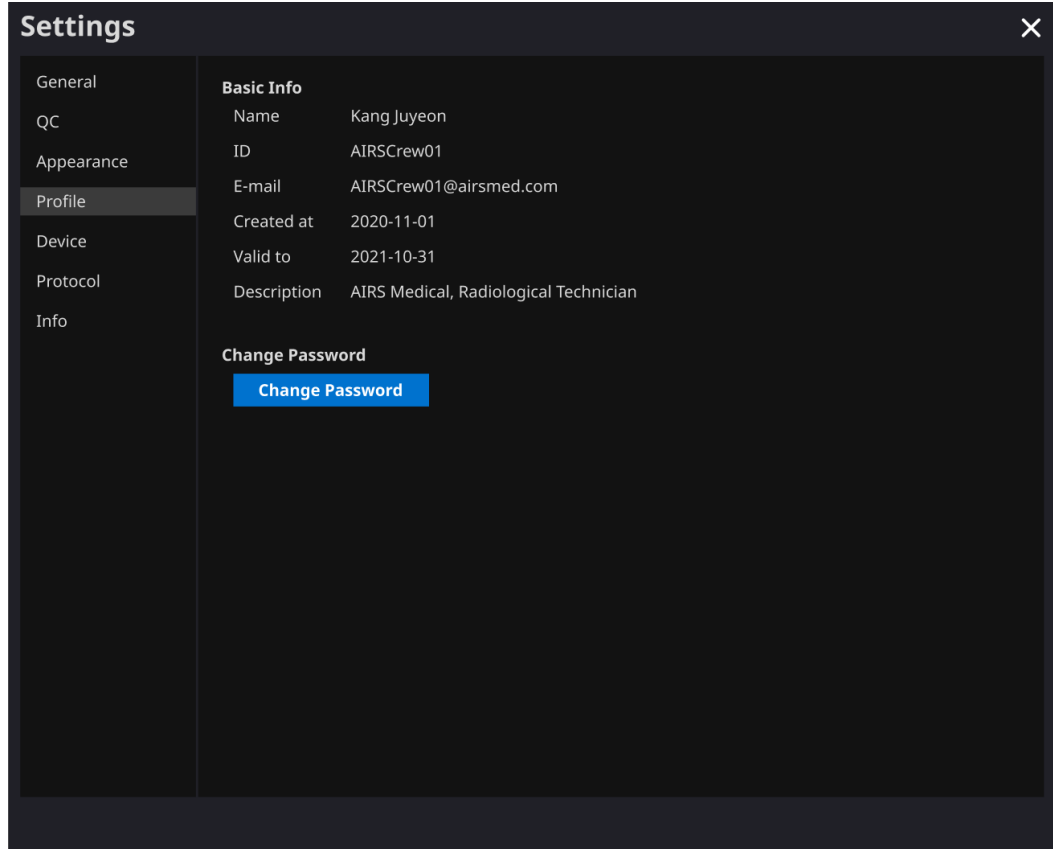 Settings
General
QC
Appearance
Profile
Device
Protocol
Info
Basic Info
Name Kang Juyeon
ID AIRSCrew01
E-mail AIRSCrew01@airsmed.com
Created at 2020-11-01
Valid to 2021-10-31
Description AIRS Medical, Radiological Technician
Change Password
Change Password